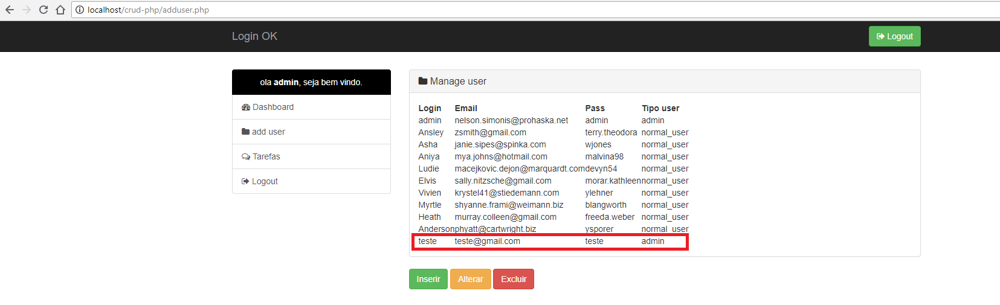 localhost/crud-php/adduser.php
Login OK
Logout
ola admin, seja bem vindo.
Dashboard
add user
Tarefas
Logout
Manage user
Login Email Pass Tipo user
admin nelson.simonis@prohaska.net admin admin
Ansley zsmith@gmail.com terry.theodora normal_user
Asha janie.sipes@spinka.com wjones normal_user
Aniya mya.johns@hotmail.com malvina98 normal_user
Ludie macejkovic.dejon@marquardt.com devyn54 normal_user
Elvis sally.nitzsche@gmail.com morar.kathleen normal_user
Vivien krystel41@stiedemann.com ylehner normal_user
Myrtle shyanne.frami@weimann.biz blangworth normal_user
Heath murray.colleen@gmail.com freeda.weber normal_user
Anderson phyatt@cartwright.biz ysporer normal_user
teste teste@gmail.com teste admin
Inserir Alterar Excluir